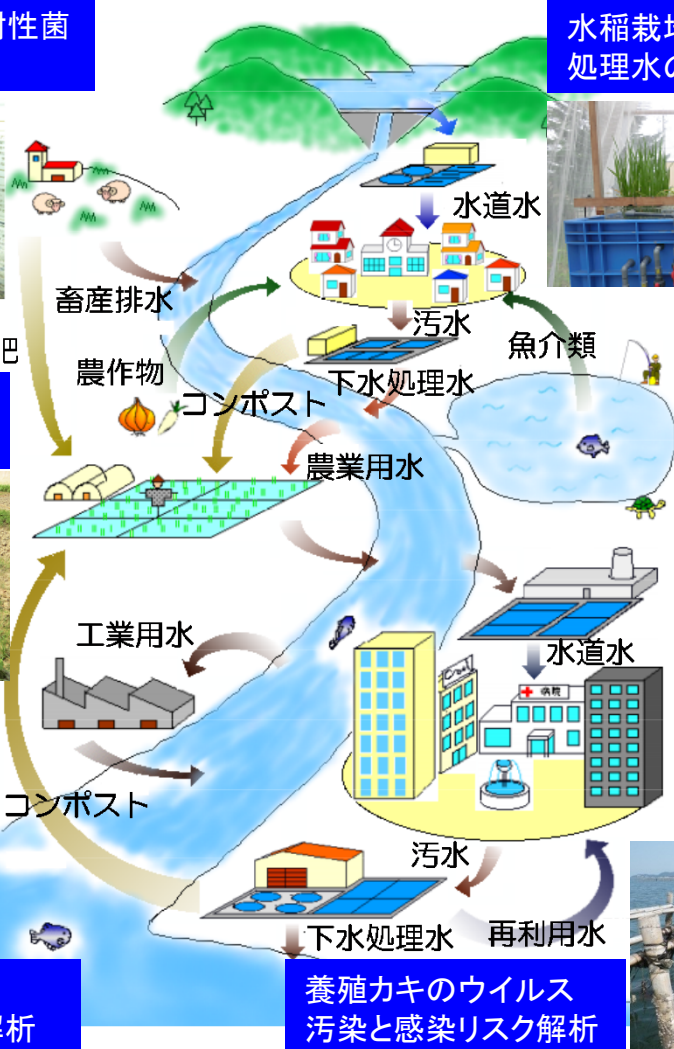 性菌
水稲栽
処理水の
水道水
畜産排水
汚水
魚介類
農作物
コンポスト
下水処理水
農業用水
工業用水
水道水
病院
コンポスト
汚水
下水処理水
再利用水
養殖カキのウイルス
汚染と感染リスク解析
解析